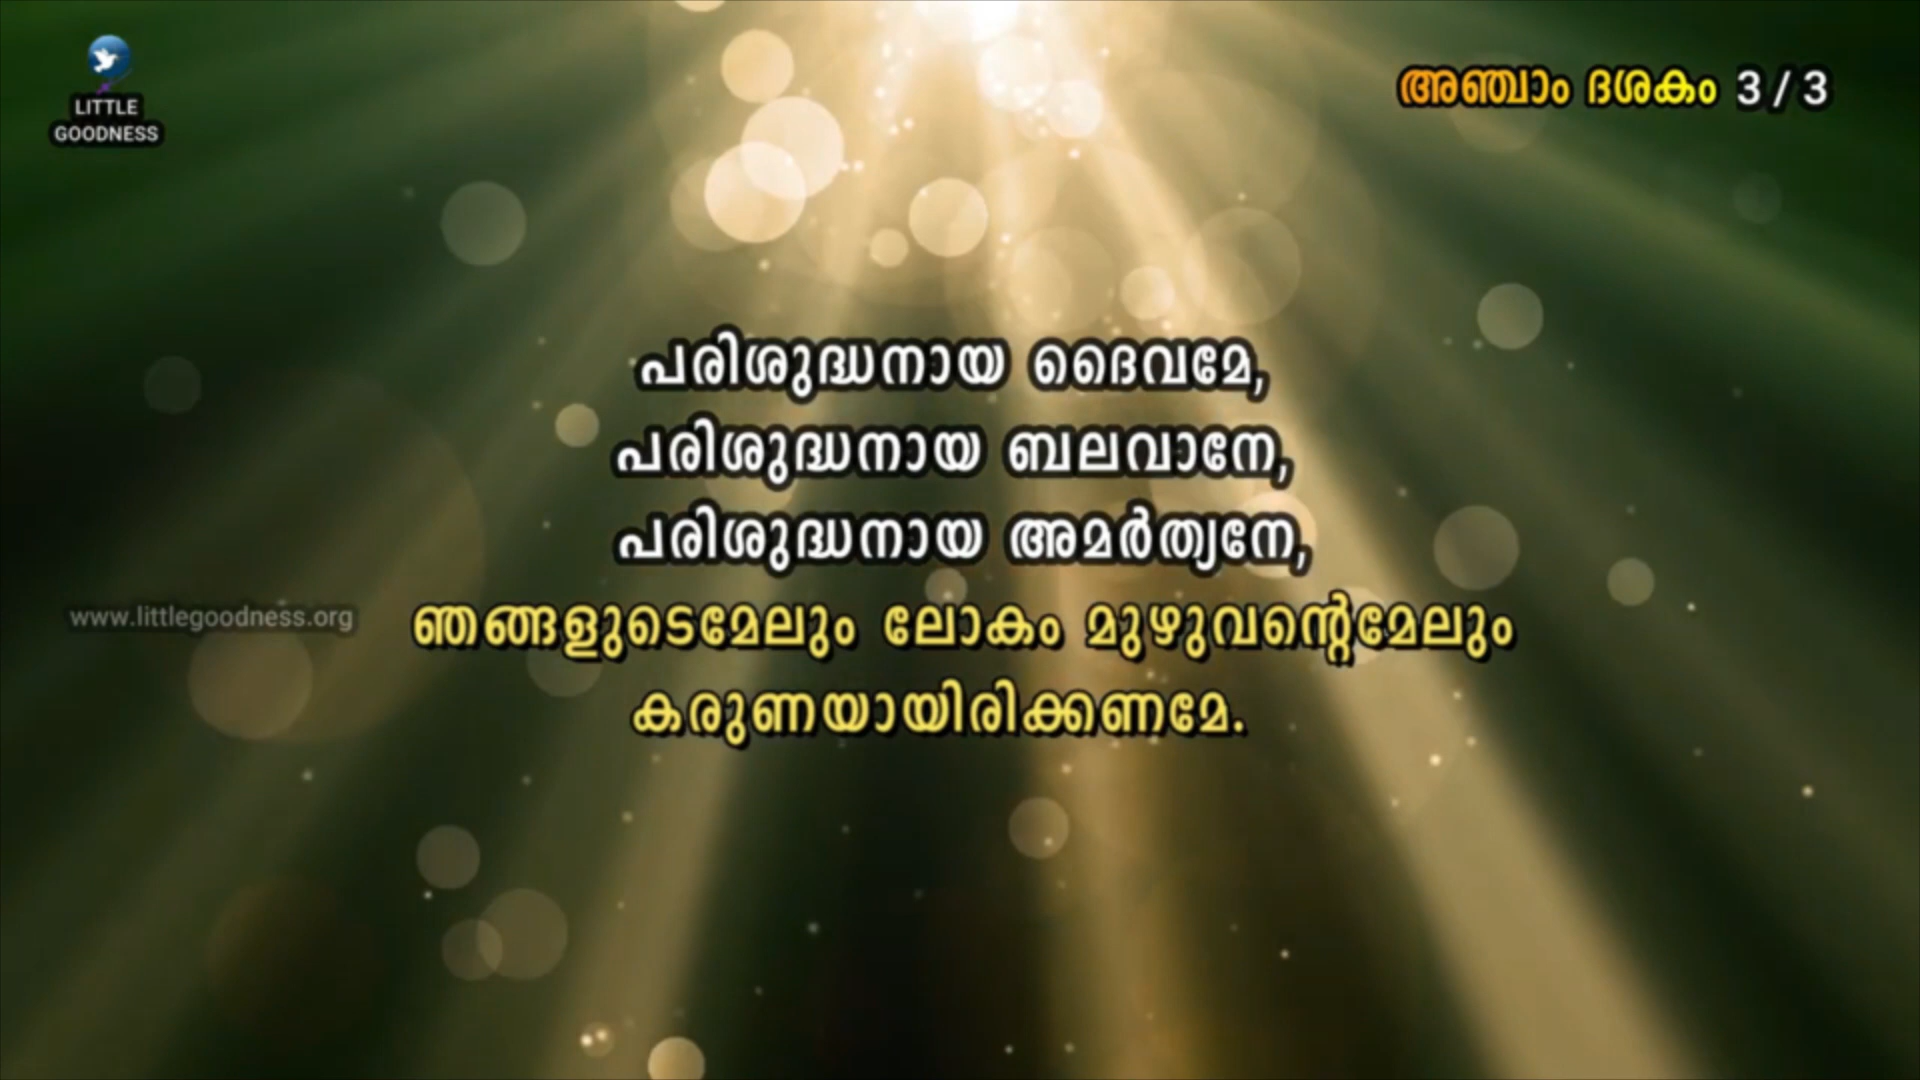 LITTLE
GOODNESS
അഞ്ചാം ദശകം 3 / 3
പരിശുദ്ധനായ ദൈവമേ,
പരിശുദ്ധനായ ബലവാനേ,
പരിശുദ്ധനായ അമർത്യനേ,
ഞങ്ങളുടെമേലും ലോകം മുഴുവന്റെമേലും
www.littlegoodness.org
കരുണയായിരിക്കണമേ.